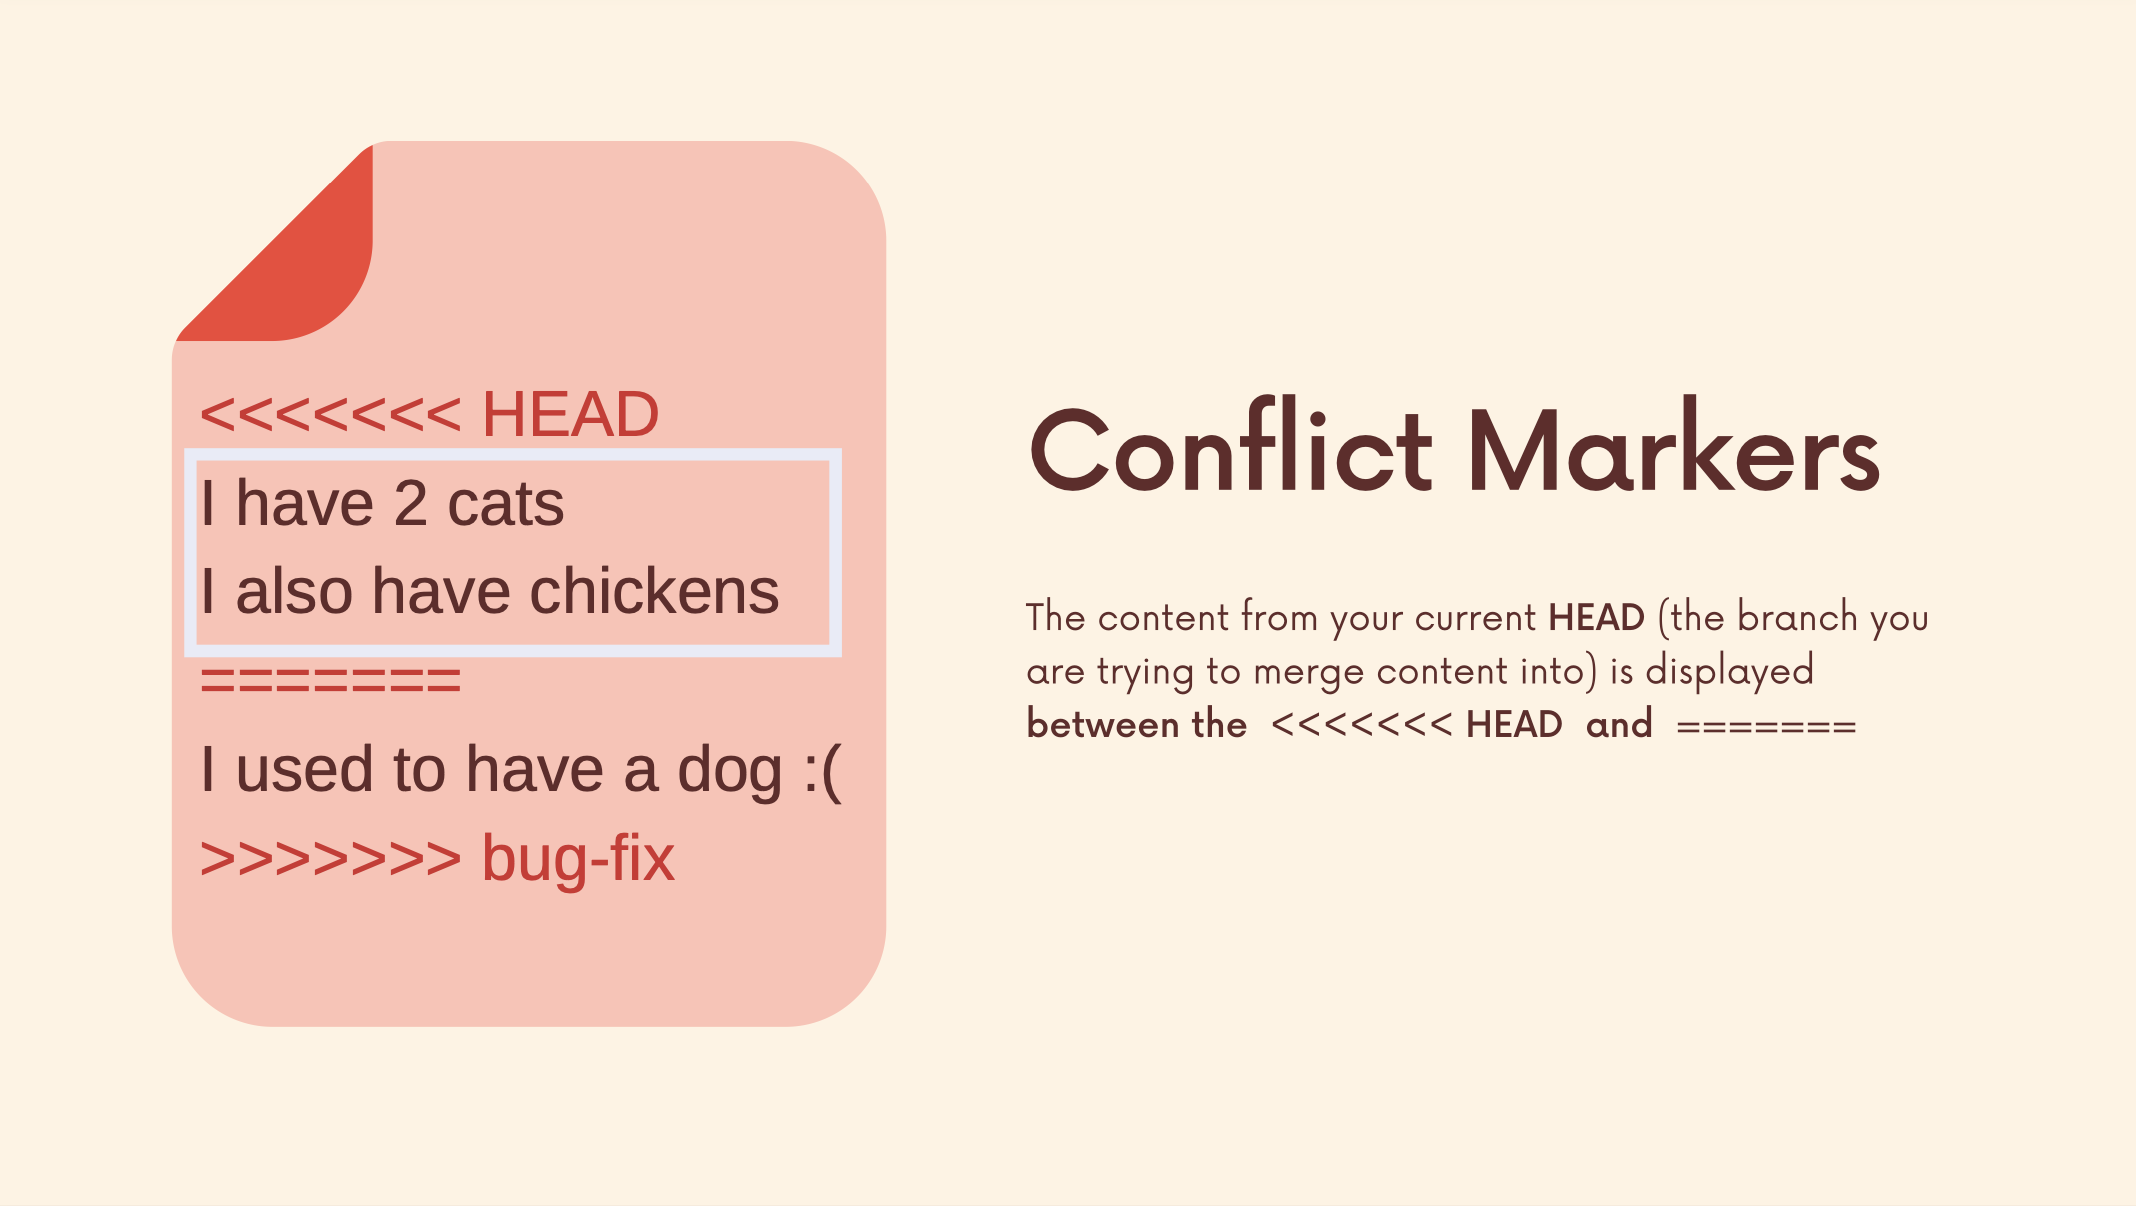 <<<<<<< HEAD
I have 2 cats
I also have chickens
=======
I used to have a dog :(
>>>>>>> bug-fix
Conflict Markers
The content from your current HEAD (the branch you
are trying to merge content into) is displayed
between the <<<<<<< HEAD and =======